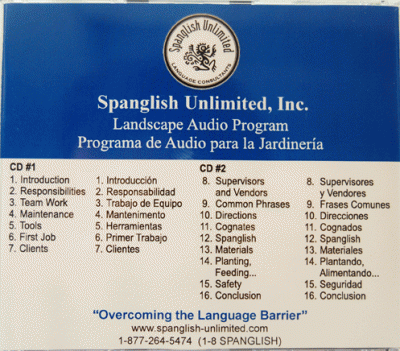 Spanglish Unlimited
LANGUAGE CONSULTANTS
Spanglish Unlimited, Inc.
Landscape Audio Program
Programa de Audio para la Jardinería
CD #1
1. Introduction
2. Responsibilities
3. Team Work
4. Maintenance
5. Tools
6. First Job
7. Clients
1. Introducción
2. Responsabilidad
3. Trabajo de Equipo
4. Mantenimento
5. Herramientas
6. Primer Trabajo
7. Clientes
CD #2
8. Supervisors
and Vendors
9. Common Phrases
10. Directions
11. Cognates
12. Spanglish
13. Materials
14. Planting,
Feeding...
15. Safety
16. Conclusion
8. Supervisores
y Vendores
9. Frases Comunes
10. Direcciones
11. Cognados
12. Spanglish
13. Materiales
14. Plantando,
Alimentando...
15. Seguridad
16. Conclusion
"Overcoming the Language Barrier"
www.spanglish-unlimited.com
1-877-264-5474 (1-8 SPANGLISH)